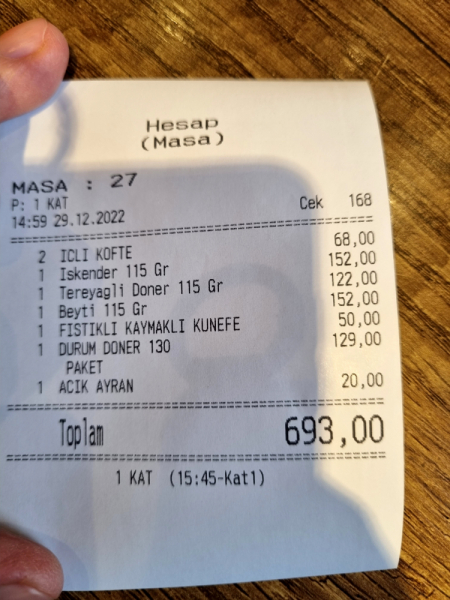 Hesap
(Masa)
MASA : 27
P: 1 KAT Cek 168
14:59 29.12.2022
2 ICLI KOFTE 68,00
1 Iskender 115 Gr 152,00
1 Tereyagli Doner 115 Gr 122,00
1 Beyti 115 Gr 152,00
1 FISTIKLI KAYMAKLI KUNEFE 50,00
1 DURUM DONER 130 129,00
PAKET
1 ACIK AYRAN 20,00
Toplam 693,00
1 KAT (15:45-Kat1)